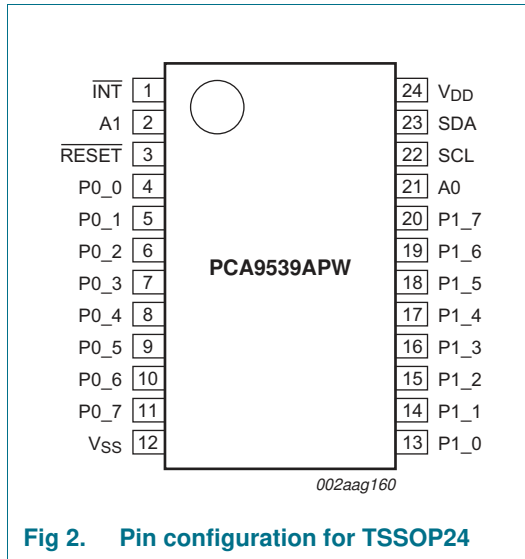 INT 1 24 VDD
A1 2 23 SDA
RESET 3 22 SCL
P0_0 4 21 A0
P0_1 5 20 P1_7
P0_2 6 19 P1_6
P0_3 7 PCA9539APW 18 P1_5
P0_4 8 17 P1_4
P0_5 9 16 P1_3
P0_6 10 15 P1_2
P0_7 11 14 P1_1
VSS 12 13 P1_0
002aag160
Fig 2. Pin configuration for TSSOP24